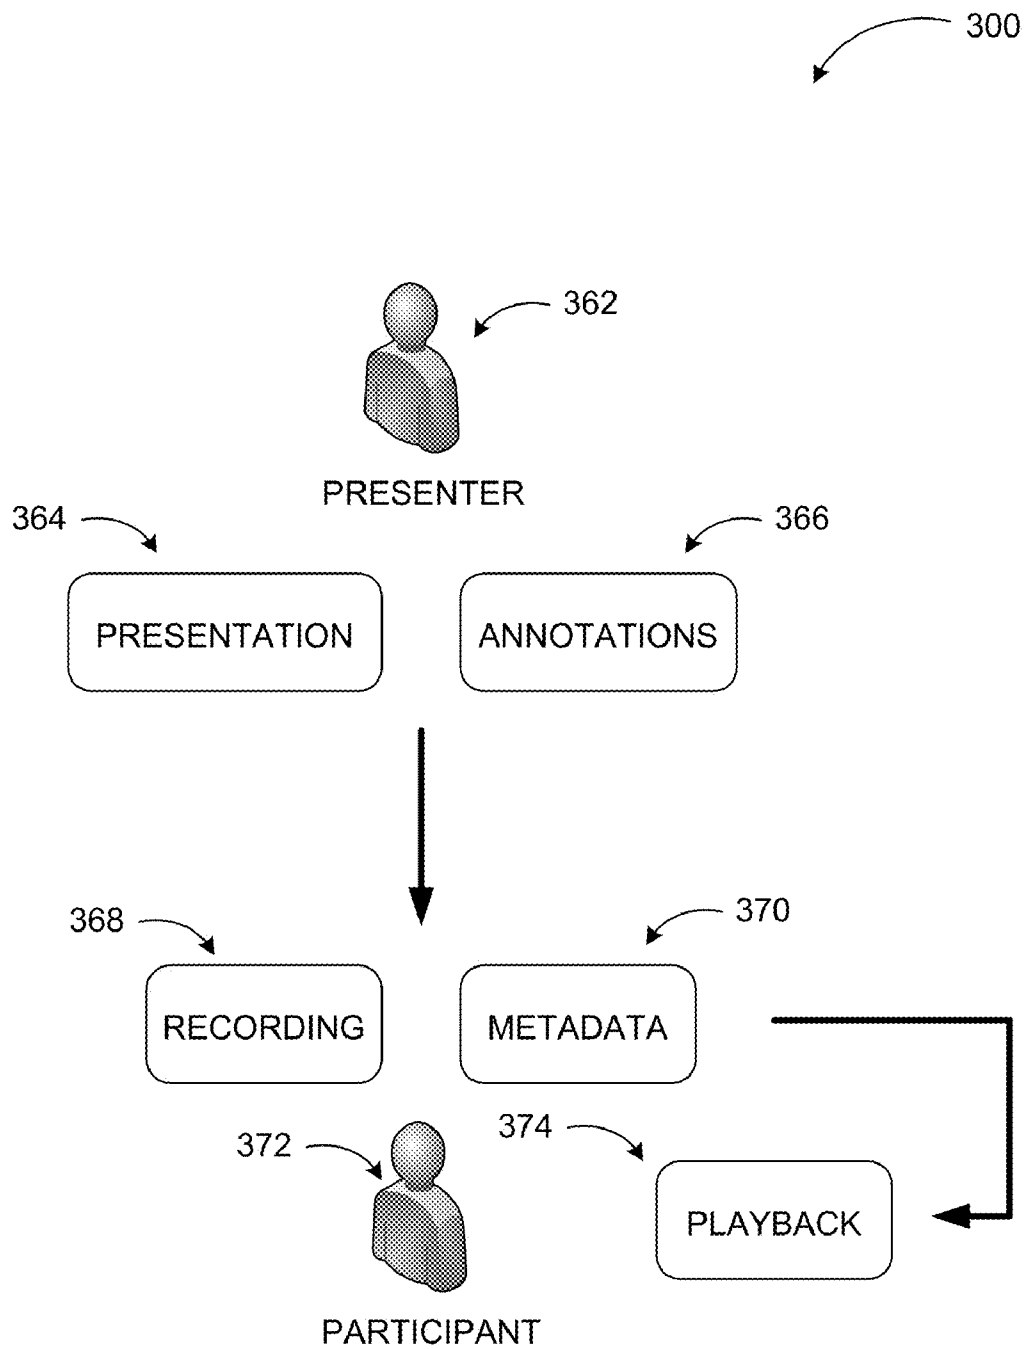 300
362
PRESENTER
364
366
PRESENTATION
ANNOTATIONS
368
370
RECORDING
METADATA
372
374
PLAYBACK
PARTICIPANT